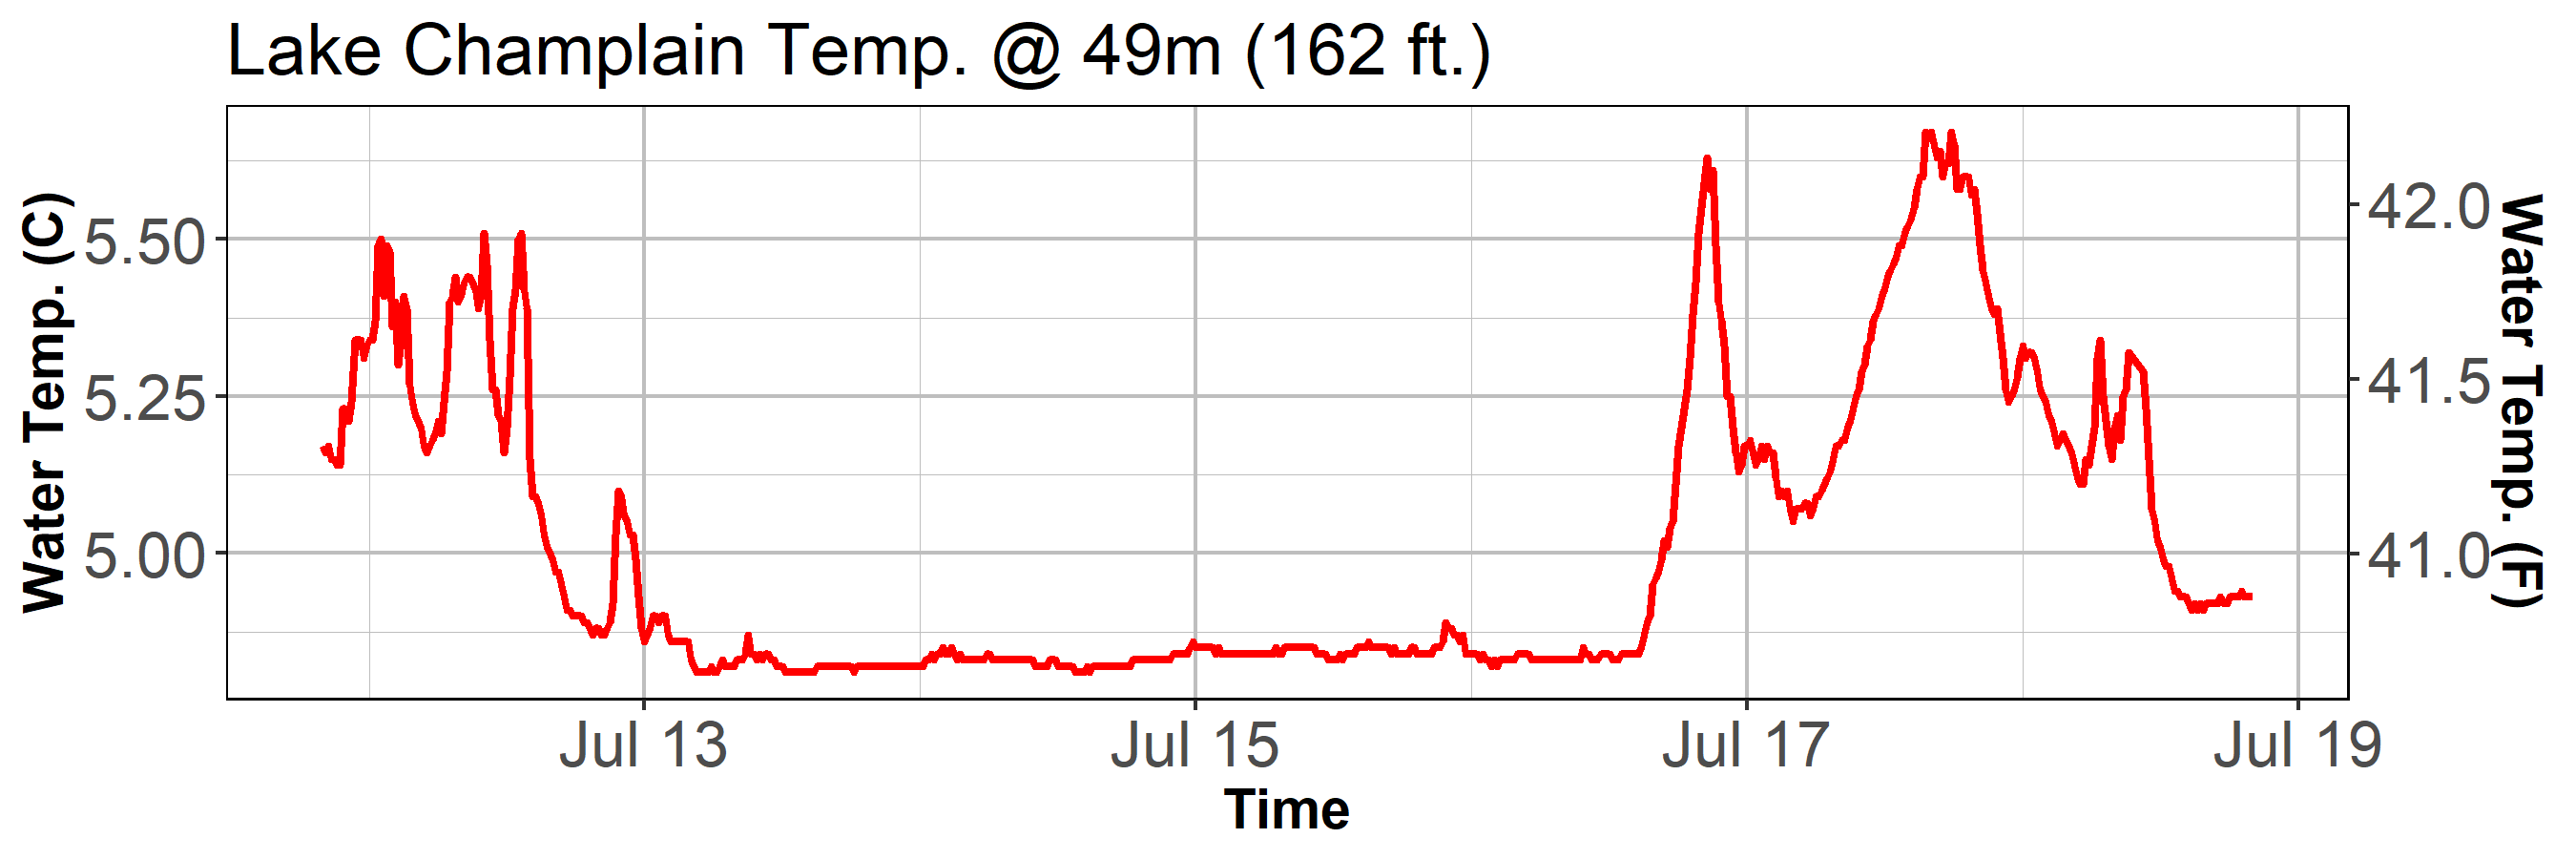 Lake Champlain Temp. @ 49m (162 ft.)
Water Temp. (C)
5.50
5.25
5.00
42.0
41.5
41.0
Water Temp. (F)
Jul 13
Jul 15
Jul 17
Jul 19
Time